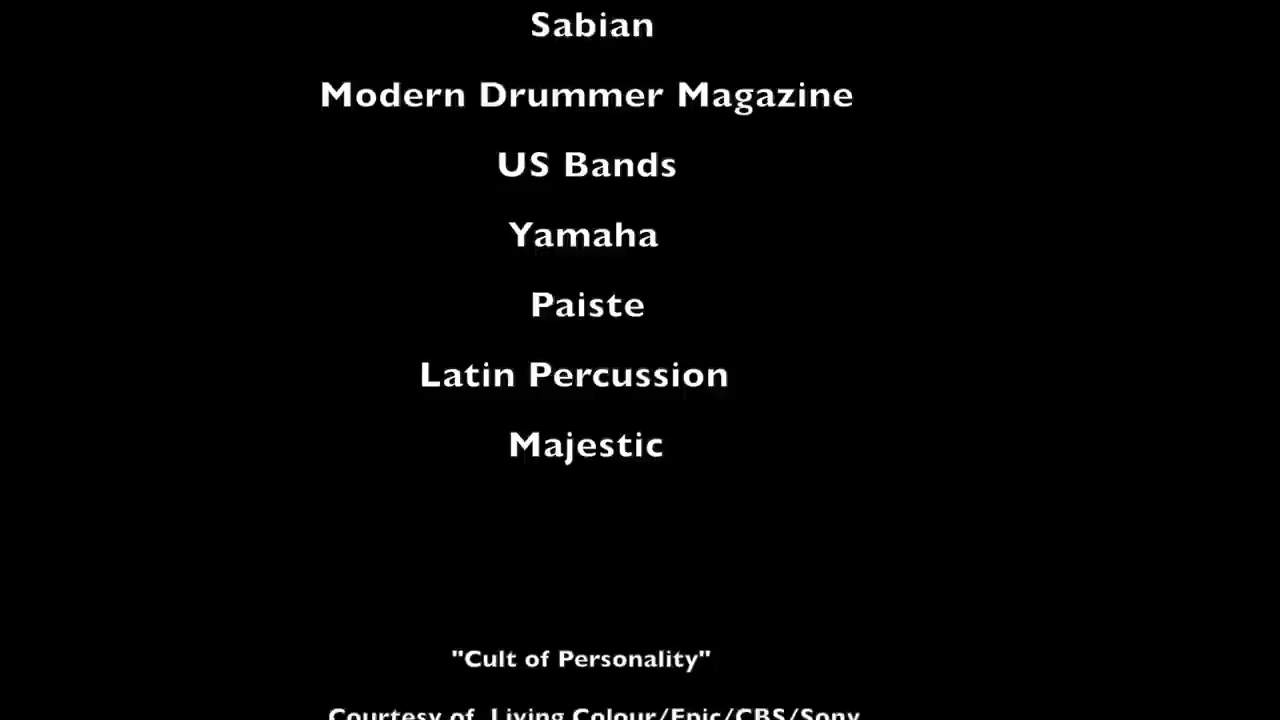 Sabian
Modern Drummer Magazine
US Bands
Yamaha
Paiste
Latin Percussion
Majestic
"Cult of Personality"
Courtesy of  Living Colour/Epic/CBS/Sony